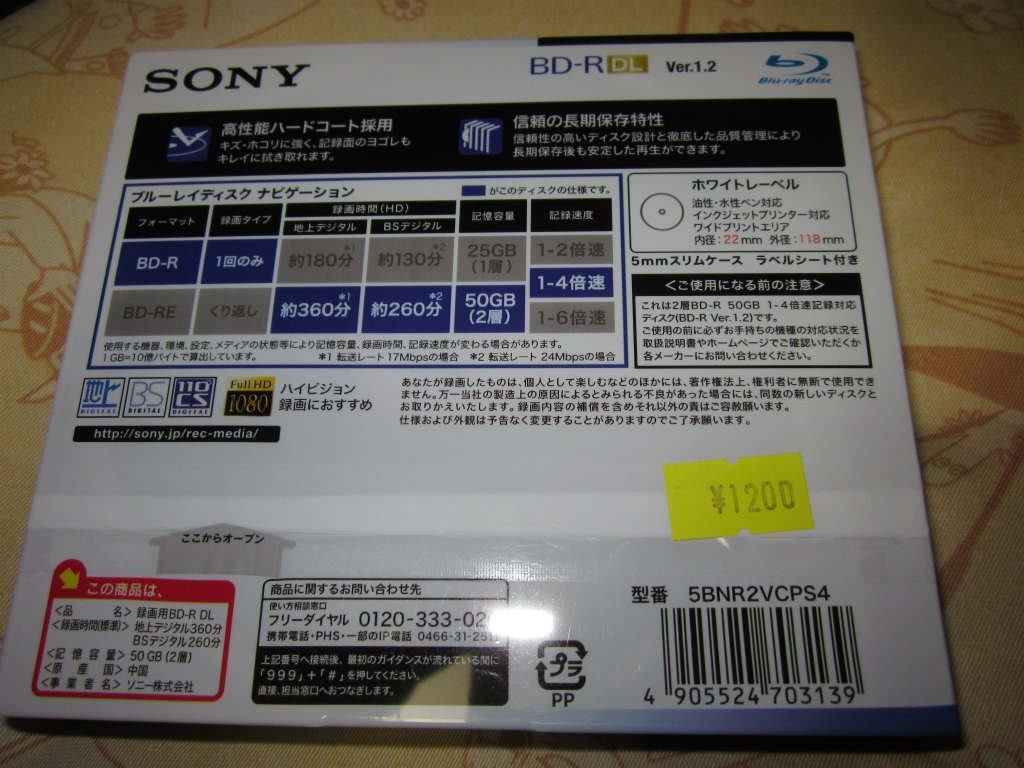 SONY
BD-R DL Ver.1.2
Blu-ray Disc
高性能ハードコート採用
キズ・ホコリに強く、記録面のヨゴレも
キレイに拭き取れます。
信頼の長期保存特性
信頼性の高いディスク設計と徹底した品質管理により
長期保存後も安定した再生ができます。
ブルーレイディスク ナビゲーション
がこのディスクの仕様です。
フォーマット 録画タイプ 録画時間(HD) 記憶容量 記録速度
地上デジタル BSデジタル
BD-R 1回のみ 約180分*1 約130分*2 25GB(1層) 1-2倍速
1-4倍速
BD-RE くり返し 約360分*1 約260分*2 50GB(2層) 1-6倍速
使用する機器、環境、設定、メディアの状態等により記憶容量、録画時間、記録速度が変わる場合があります。
1GB=10億バイトで算出しています。 *1 転送レート17Mbpsの場合 *2 転送レート 24Mbpsの場合
ホワイトレーベル
油性・水性ペン対応
インクジェットプリンター対応
ワイドプリントエリア
内径:22mm 外径:118mm
5mmスリムケース ラベルシート付き
＜ご使用になる前の注意＞
これは2層BD-R 50GB 1-4倍速記録対応
ディスク(BD-R Ver.1.2)です。
ご使用の前に必ずお手持ちの機種の対応状況を
取扱説明書やホームページでご確認いただくか
各メーカーにお問い合わせください。
地上 DIGITAL
BS DIGITAL
110 CS DIGITAL
Full HD 1080
ハイビジョン
録画におすすめ
http://sony.jp/rec-media/
あなたが録画したものは、個人として楽しむなどのほかには、著作権法上、権利者に無断で使用でき
ません。万一当社の製造上の原因によるとみられる不良があった場合には、同数の新しいディスクと
お取りかえいたします。録画内容の補償を含めそれ以外の責はご容赦願います。
仕様および外観は予告なく変更することがありますのでご了承願います。
¥1200
ここからオープン
この商品は、
＜品名＞録画用BD-R DL
＜録画時間(標準)＞地上デジタル360分
BSデジタル260分
＜記憶容量＞50GB(2層)
＜原産国＞中国
＜事業者名＞ソニー株式会社
商品に関するお問い合わせ先
使い方相談窓口
フリーダイヤル 0120-333-02
携帯電話・PHS・一部のIP電話 0466-31-251
上記番号へ接続後、最初のガイダンスが流れている間に
「999」+「#」を押してください。
直接、担当窓口へおつなぎします。
プラ
PP
型番 5BNR2VCPS4
4 905524 703139